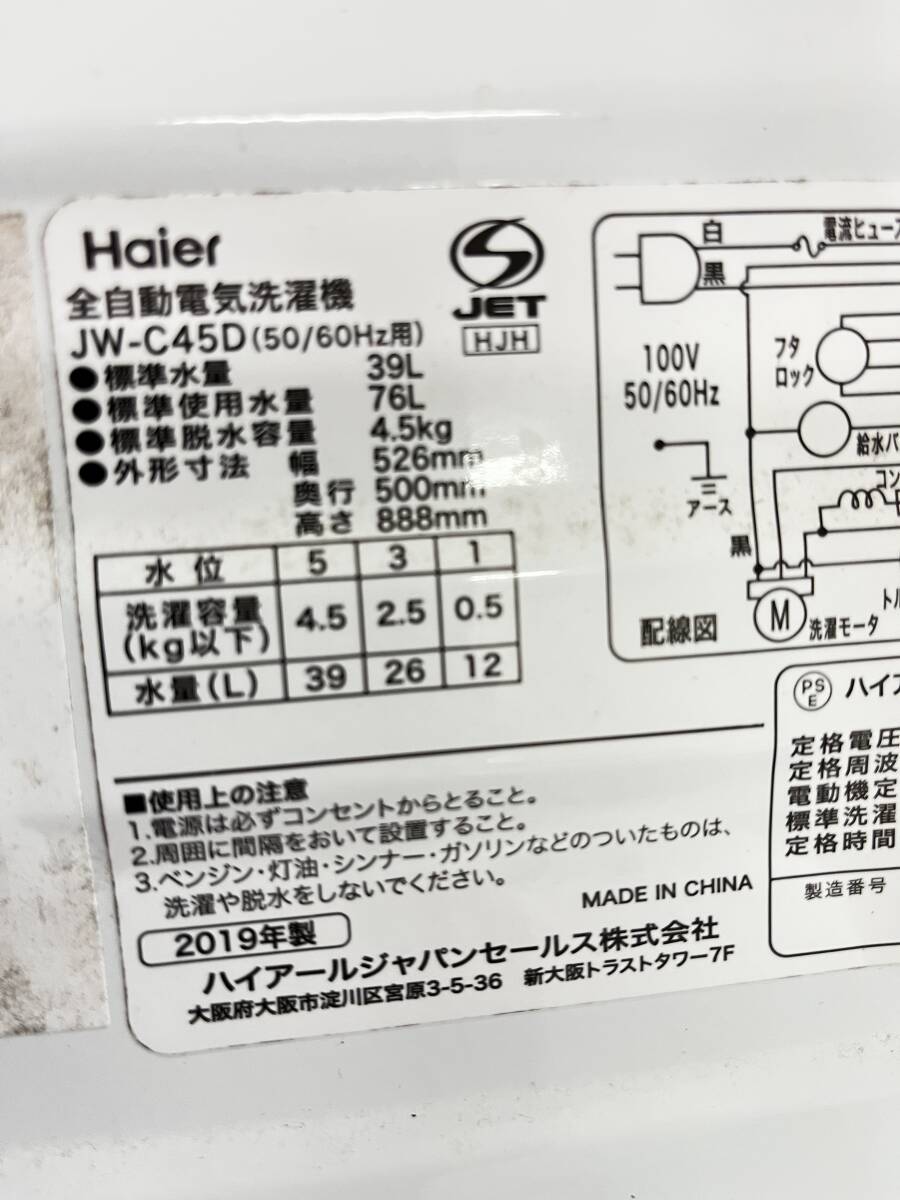 Haier
JET
HJH
全自動電気洗濯機
JW-C45D(50/60Hz用)
●標準水量 39L
●標準使用水量 76L
●標準脱水容量 4.5kg
●外形寸法 幅 526mm
奥行 500mm
高さ 888mm
水位 5 3 1
洗濯容量(kg以下) 4.5 2.5 0.5
水量(L) 39 26 12
白
電流ヒューズ
黒
100V
50/60Hz
フタ
ロック
給水バ
アース
コン
黒
M
洗濯モータ
トル
配線図
■使用上の注意
1.電源は必ずコンセントからとること。
2.周囲に間隔をおいて設置すること。
3.ベンジン・灯油・シンナー・ガソリンなどのついたものは、
洗濯や脱水をしないでください。
MADE IN CHINA
2019年製
ハイアールジャパンセールス株式会社
大阪府大阪市淀川区宮原3-5-36 新大阪トラストタワー7F
PS
E
ハイア
定格電圧
定格周波
電動機定
標準洗濯
定格時間
製造番号